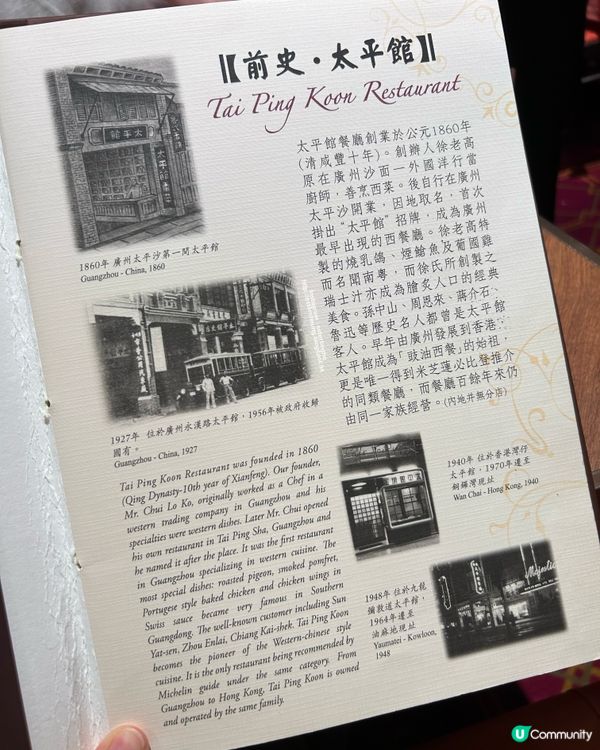 【前史·太平館】
Tai Ping Koon Restaurant
太平館餐廳創業於公元1860年
(清咸豐十年)。創辦人徐老高
原在廣州沙面一外國洋行當
廚師，善烹西菜。後自行在廣州
太平沙開業，因地取名，首次
掛出“太平館”招牌，成為廣州
最早出現的西餐廳。徐老高特
製的燒乳鴿、煙鯧魚及葡國雞
而名聞南粵，而徐氏所創製之
瑞士汁亦成為膾炙人口的經典
美食。孫中山、周恩來、蔣介石、
魯迅等歷史名人都曾是太平館
客人。早年由廣州發展到香港，
太平館成為「豉油西餐」的始祖，
更是唯一得到米芝蓮必比登推介
的同類餐廳，而餐廳百餘年來仍
由同一家族經營。(內地并無分店)
太平館
1860年 廣州太平沙第一間太平館
Guangzhou - China, 1860
1927年 位於廣州永漢路太平館，1956年被政府收歸
國有。
Guangzhou - China, 1927
Tai Ping Koon Restaurant was founded in 1860
(Qing Dynasty-10th year of Xianfeng). Our founder,
Mr. Chui Lo Ko, originally worked as a Chef in a
western trading company in Guangzhou and his
specialties were western dishes. Later Mr. Chui opened
his own restaurant in Tai Ping Sha, Guangzhou and
he named it after the place. It was the first restaurant
in Guangzhou specializing in western cuisine. The
most special dishes: roasted pigeon, smoked pomfret,
Portugese style baked chicken and chicken wings in
Swiss sauce became very famous in Southern
Guangdong. The well-known customer including Sun
Yat-sen, Zhou Enlai, Chiang Kai-shek. Tai Ping Koon
becomes the pioneer of the Western-chinese style
cuisine. It is the only restaurant being recommended by
Michelin guide under the same category. From
Guangzhou to Hong Kong, Tai Ping Koon is owned
and operated by the same family.
1940年 位於香港灣仔
太平館，1970年遷至
銅鑼灣現址
Wan Chai - Hong Kong, 1940
1948年 位於九龍
彌敦道太平館，
1964年遷至
油麻地現址
Yaumatei - Kowloon,
1948
Majestic
U Community